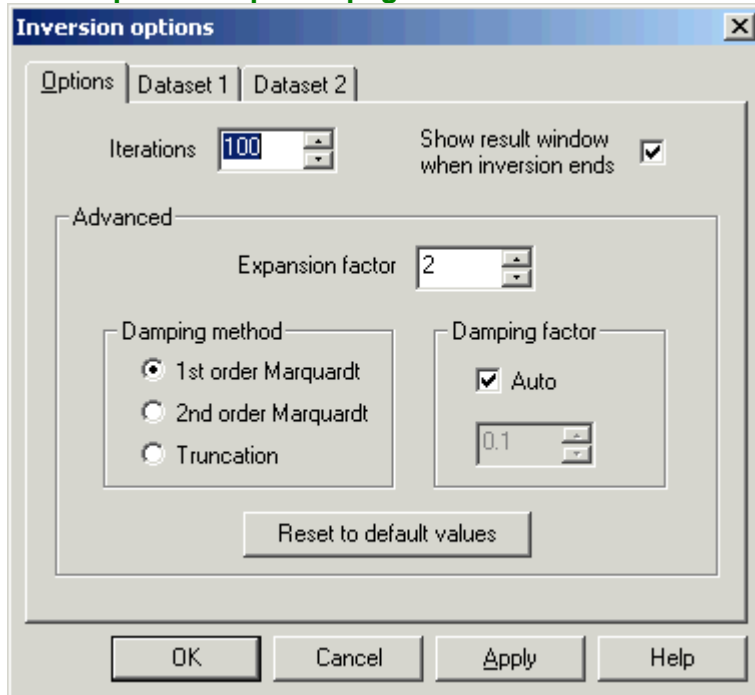 Inversion options
Options Dataset 1 Dataset 2
Iterations 100
Show result window
when inversion ends
Advanced
Expansion factor 2
Damping method
1st order Marquardt
2nd order Marquardt
Truncation
Damping factor
Auto
0.1
Reset to default values
OK Cancel Apply Help